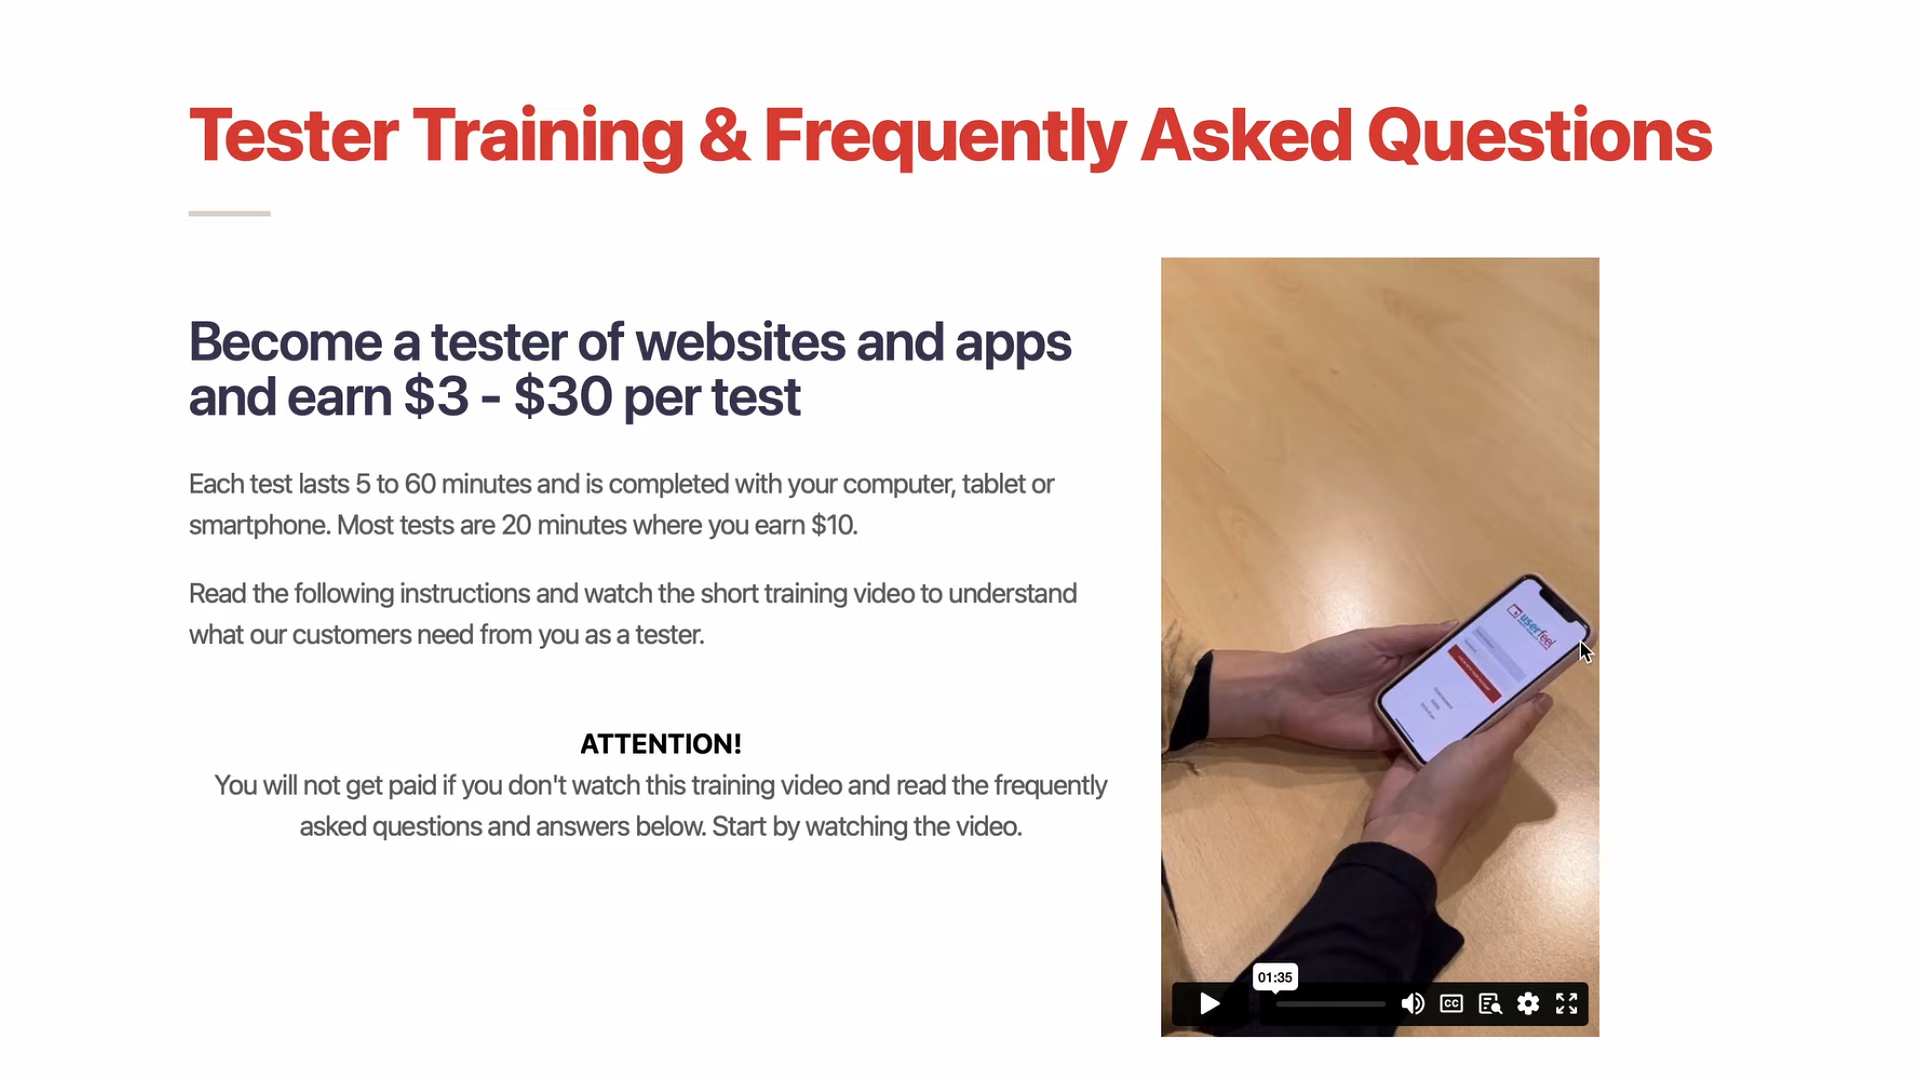 Tester Training & Frequently Asked Questions
Become a tester of websites and apps
and earn $3 - $30 per test
Each test lasts 5 to 60 minutes and is completed with your computer, tablet or
smartphone. Most tests are 20 minutes where you earn $10.
Read the following instructions and watch the short training video to understand
what our customers need from you as a tester.
ATTENTION!
You will not get paid if you don't watch this training video and read the frequently
asked questions and answers below. Start by watching the video.
userfeel
01:35
CC